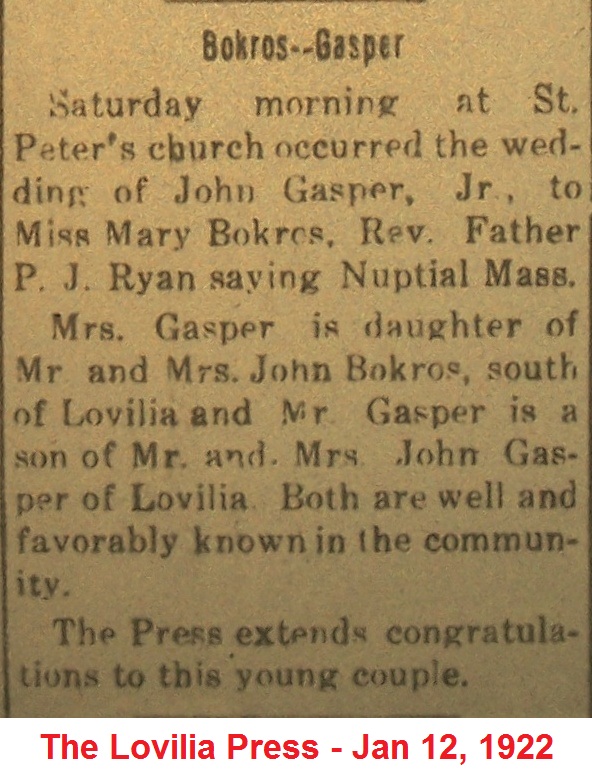 Bokros--Gasper
Saturday morning at St.
Peter's church occurred the wed-
ding of John Gasper, Jr., to
Miss Mary Bokros, Rev. Father
P. J. Ryan saying Nuptial Mass.
Mrs. Gasper is daughter of
Mr and Mrs. John Bokros, south
of Lovilia and Mr Gasper is a
son of Mr. and. Mrs John Gas-
per of Lovilia. Both are well and
favorably known in the commun-
ity.
The Press extends congratula-
tions to this young couple.
The Lovilia Press - Jan 12, 1922